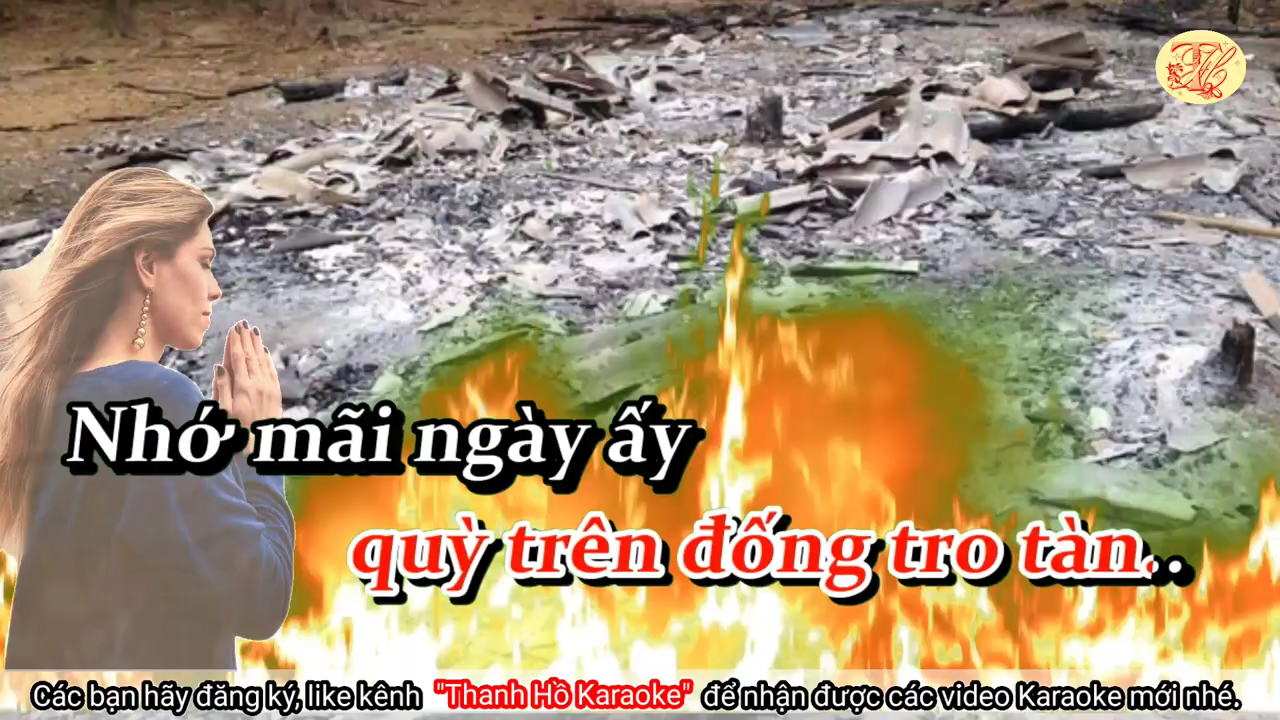 Nhớ mãi ngày ấy
quỳ trên đống tro tàn..
Các bạn hãy đăng ký, like kênh "Thanh Hồ Karaoke" để nhận được các video Karaoke mới nhé.